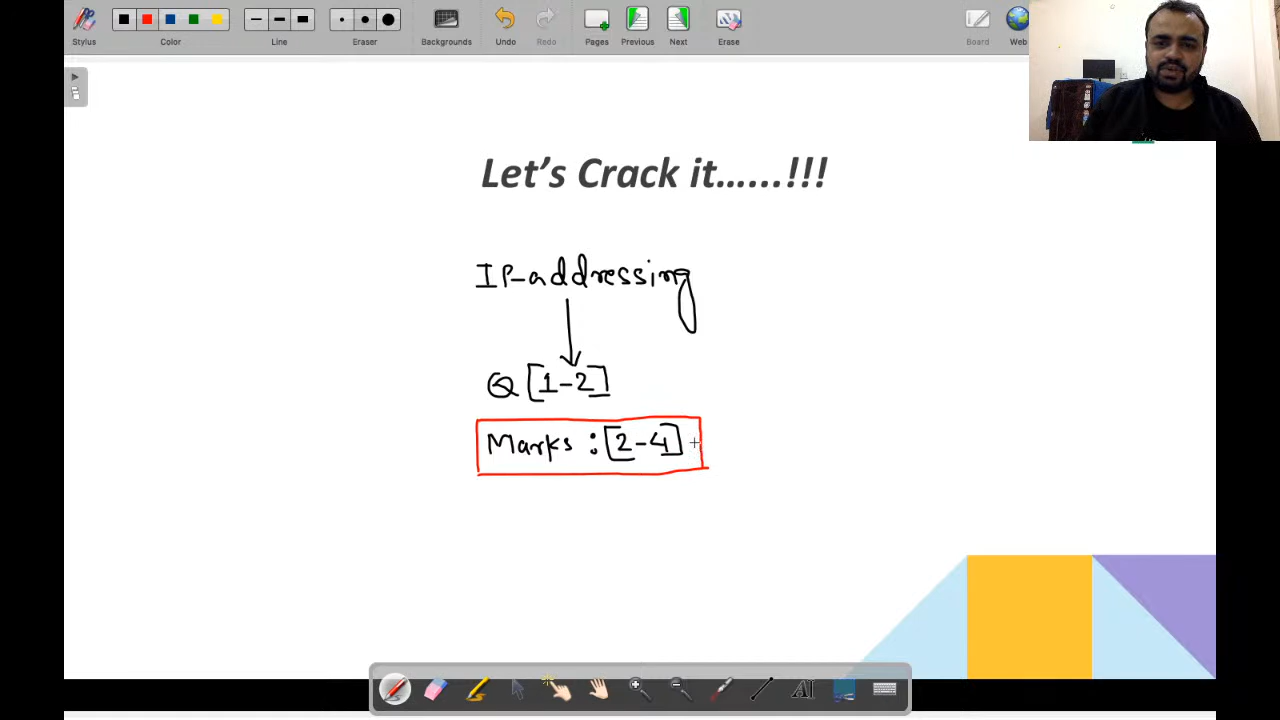 Stylus Color Line Eraser Backgrounds Undo Redo Pages Previous Next Erase Board Web
Let's Crack it......!!!
IP-addressing
Q [1-2]
Marks : [2-4]